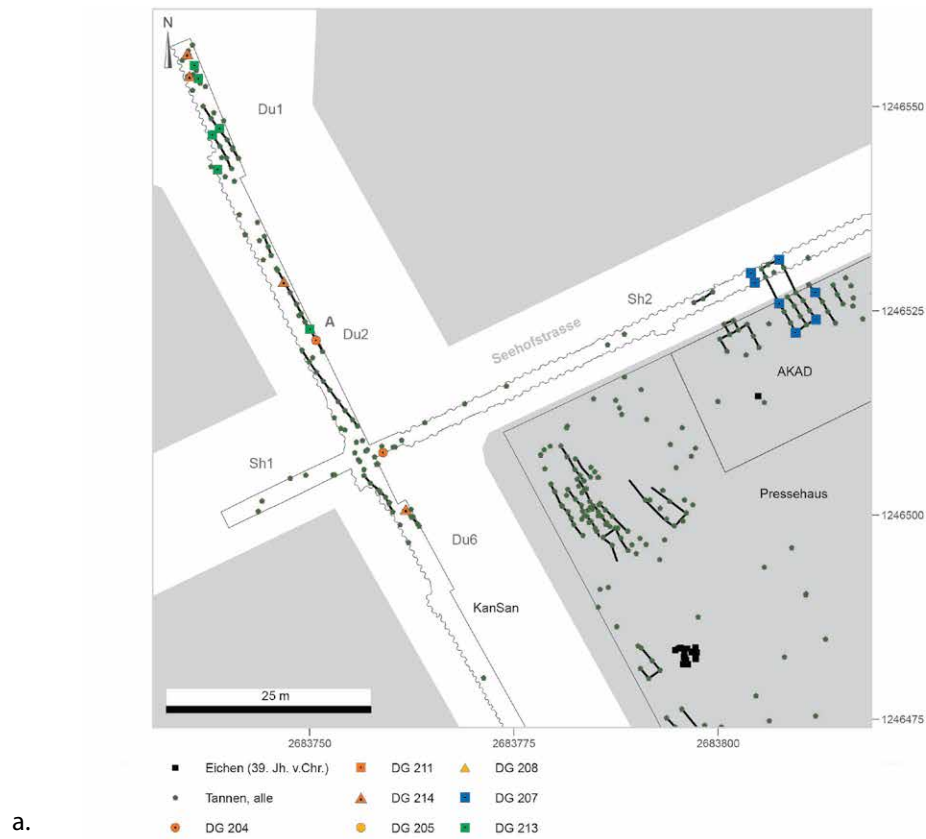 N
Du1
1246550
A
Du2
Sh2
Seehofstrasse
1246525
AKAD
Sh1
Pressehaus
1246500
Du6
KanSan
25 m
1246475
2683750 2683775 2683800
Eichen (39. Jh. v.Chr.) DG 211 DG 208
Tannen, alle DG 214 DG 207
a. DG 204 DG 205 DG 213